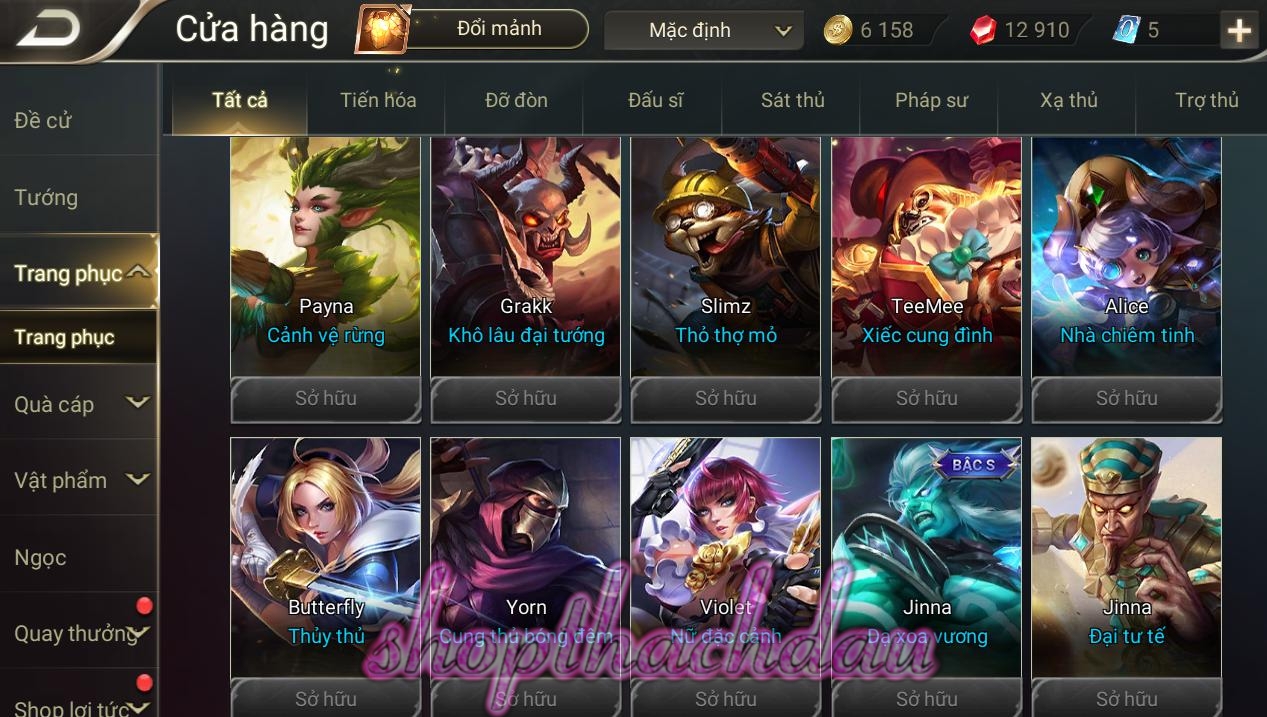 Cửa hàng
Đổi mảnh
Mặc định
6 158
12 910
5
Đề cử
Tướng
Trang phục
Trang phục
Quà cáp
Vật phẩm
Ngọc
Quay thưởng
Shop lợi tức
Tất cả
Tiến hóa
Đỡ đòn
Đấu sĩ
Sát thủ
Pháp sư
Xạ thủ
Trợ thủ
Payna
Cảnh vệ rừng
Sở hữu
Grakk
Khô lâu đại tướng
Sở hữu
Slimz
Thỏ thợ mỏ
Sở hữu
TeeMee
Xiếc cung đình
Sở hữu
Alice
Nhà chiêm tinh
Sở hữu
Butterfly
Thủy thủ
Sở hữu
Yorn
Cung thủ bóng đêm
Sở hữu
Violet
Nữ đặc cảnh
Sở hữu
BẬC S
Jinna
Dạ xoa vương
Sở hữu
Jinna
Đại tư tế
Sở hữu
shopthachdau